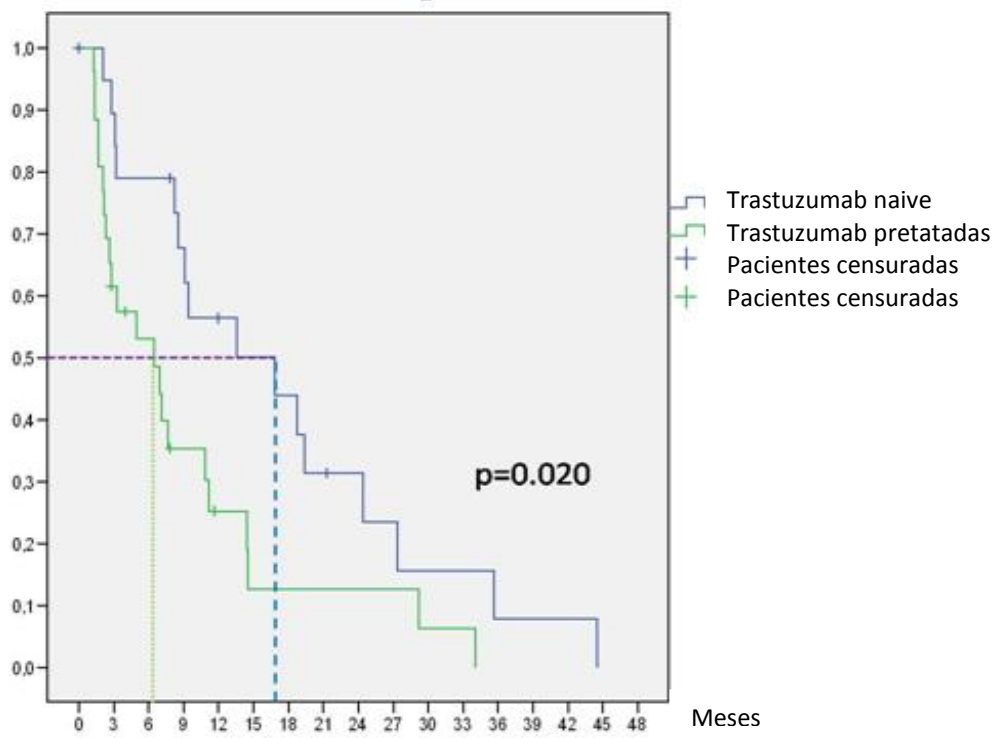 1,0
0,9
0,8
0,7
0,6
0,5
0,4
0,3
0,2
0,1
0,0
p=0.020
0 3 6 9 12 15 18 21 24 27 30 33 36 39 42 45 48
Meses
Trastuzumab naive
Trastuzumab pretatadas
Pacientes censuradas
Pacientes censuradas